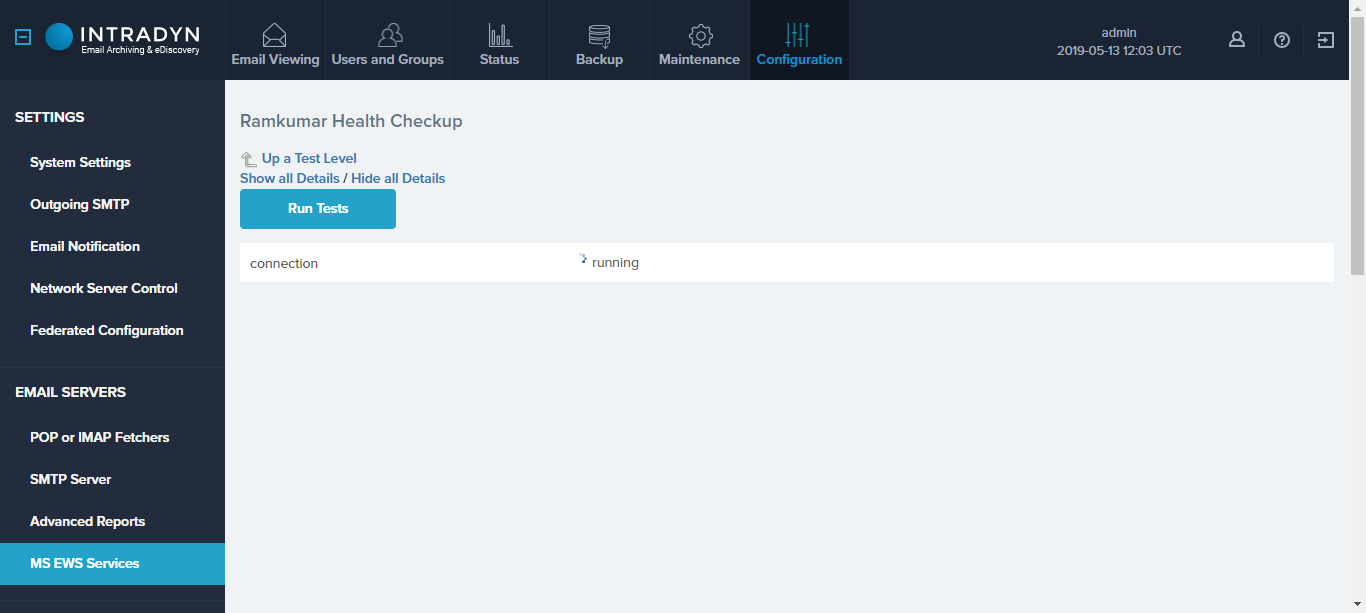 INTRADYN
Email Archiving & eDiscovery
Email Viewing
Users and Groups
Status
Backup
Maintenance
Configuration
admin
2019-05-13 12:03 UTC
SETTINGS
System Settings
Outgoing SMTP
Email Notification
Network Server Control
Federated Configuration
EMAIL SERVERS
POP or IMAP Fetchers
SMTP Server
Advanced Reports
MS EWS Services
Ramkumar Health Checkup
Up a Test Level
Show all Details / Hide all Details
Run Tests
connection running